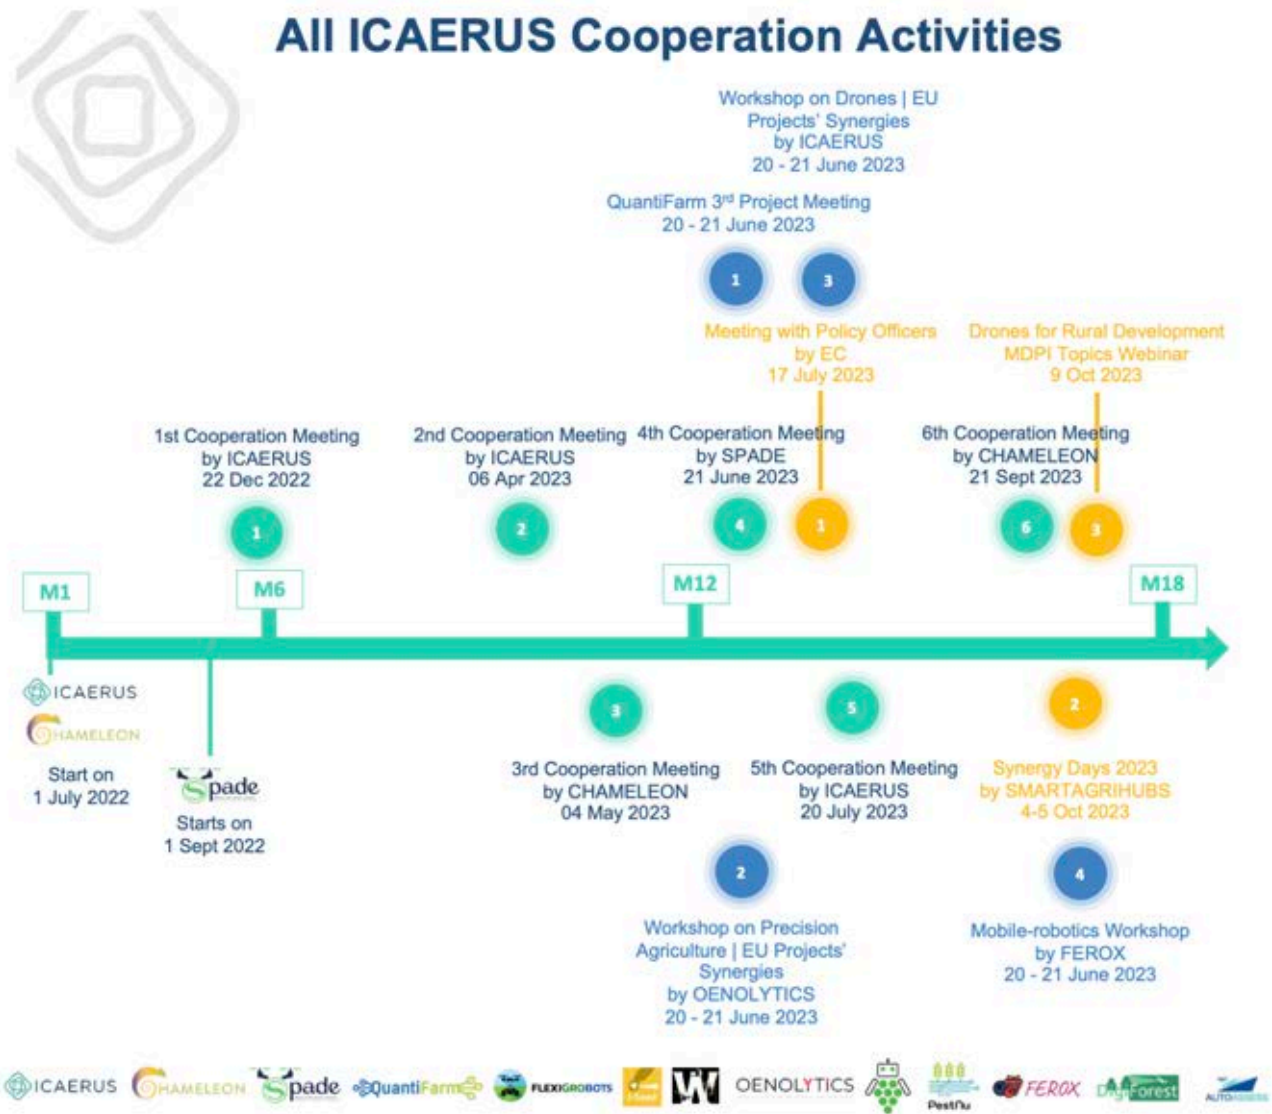 All ICAERUS Cooperation Activities
Workshop on Drones | EU
Projects' Synergies
by ICAERUS
20 - 21 June 2023
QuantiFarm 3rd Project Meeting
20 - 21 June 2023
1
3
Meeting with Policy Officers
by EC
17 July 2023
Drones for Rural Development
MDPI Topics Webinar
9 Oct 2023
1st Cooperation Meeting
by ICAERUS
22 Dec 2022
2nd Cooperation Meeting
by ICAERUS
06 Apr 2023
4th Cooperation Meeting
by SPADE
21 June 2023
6th Cooperation Meeting
by CHAMELEON
21 Sept 2023
1
2
4
1
6
3
M1
M6
M12
M18
ICAERUS
CHAMELEON
Start on
1 July 2022
Spade
Starts on
1 Sept 2022
3
5
2
3rd Cooperation Meeting
by CHAMELEON
04 May 2023
5th Cooperation Meeting
by ICAERUS
20 July 2023
Synergy Days 2023
by SMARTAGRIHUBS
4-5 Oct 2023
2
4
Workshop on Precision
Agriculture | EU Projects'
Synergies
by OENOLYTICS
20 - 21 June 2023
Mobile-robotics Workshop
by FEROX
20 - 21 June 2023
ICAERUS
CHAMELEON
Spade
QuantiFarm
FLEXIGROBOTS
OENOLYTICS
PestNu
FEROX
DigiForest
AUTOASSESS